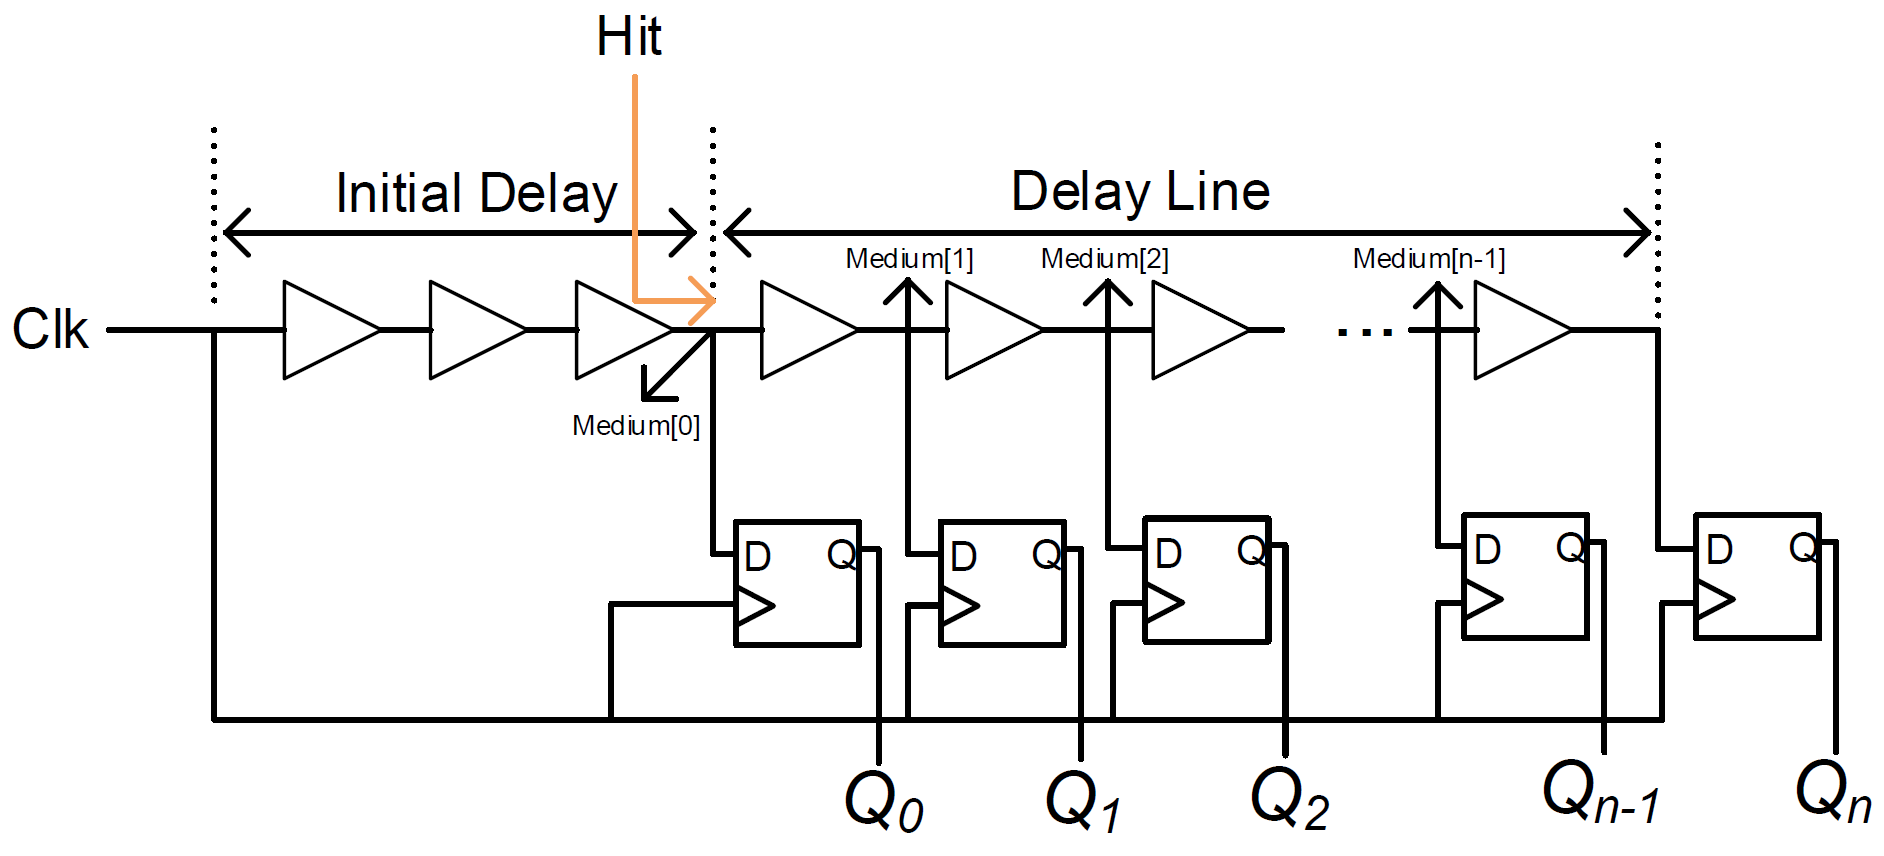 Hit
Initial Delay
Delay Line
Medium[1]
Medium[2]
Medium[n-1]
Clk
...
Medium[0]
D Q
D Q
D Q
D Q
D Q
Q0
Q1
Q2
Qn-1
Qn